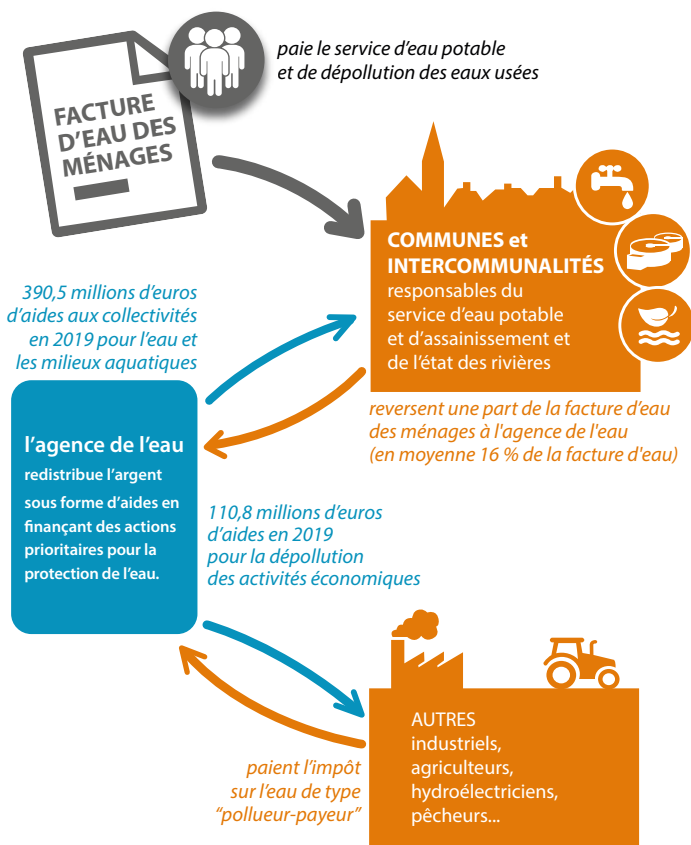 paie le service d'eau potable
et de dépollution des eaux usées
FACTURE
D'EAU DES
MÉNAGES
COMMUNES et
INTERCOMMUNALITÉS
responsables du
service d'eau potable
et d'assainissement et
de l'état des rivières
390,5 millions d'euros
d'aides aux collectivités
en 2019 pour l'eau et
les milieux aquatiques
reversent une part de la facture d'eau
des ménages à l'agence de l'eau
(en moyenne 16 % de la facture d'eau)
l'agence de l'eau
redistribue l'argent
sous forme d'aides en
finançant des actions
prioritaires pour la
protection de l'eau.
110,8 millions d'euros
d'aides en 2019
pour la dépollution
des activités économiques
AUTRES
industriels,
agriculteurs,
hydroélectriciens,
pêcheurs...
paient l'impôt
sur l'eau de type
“pollueur-payeur”